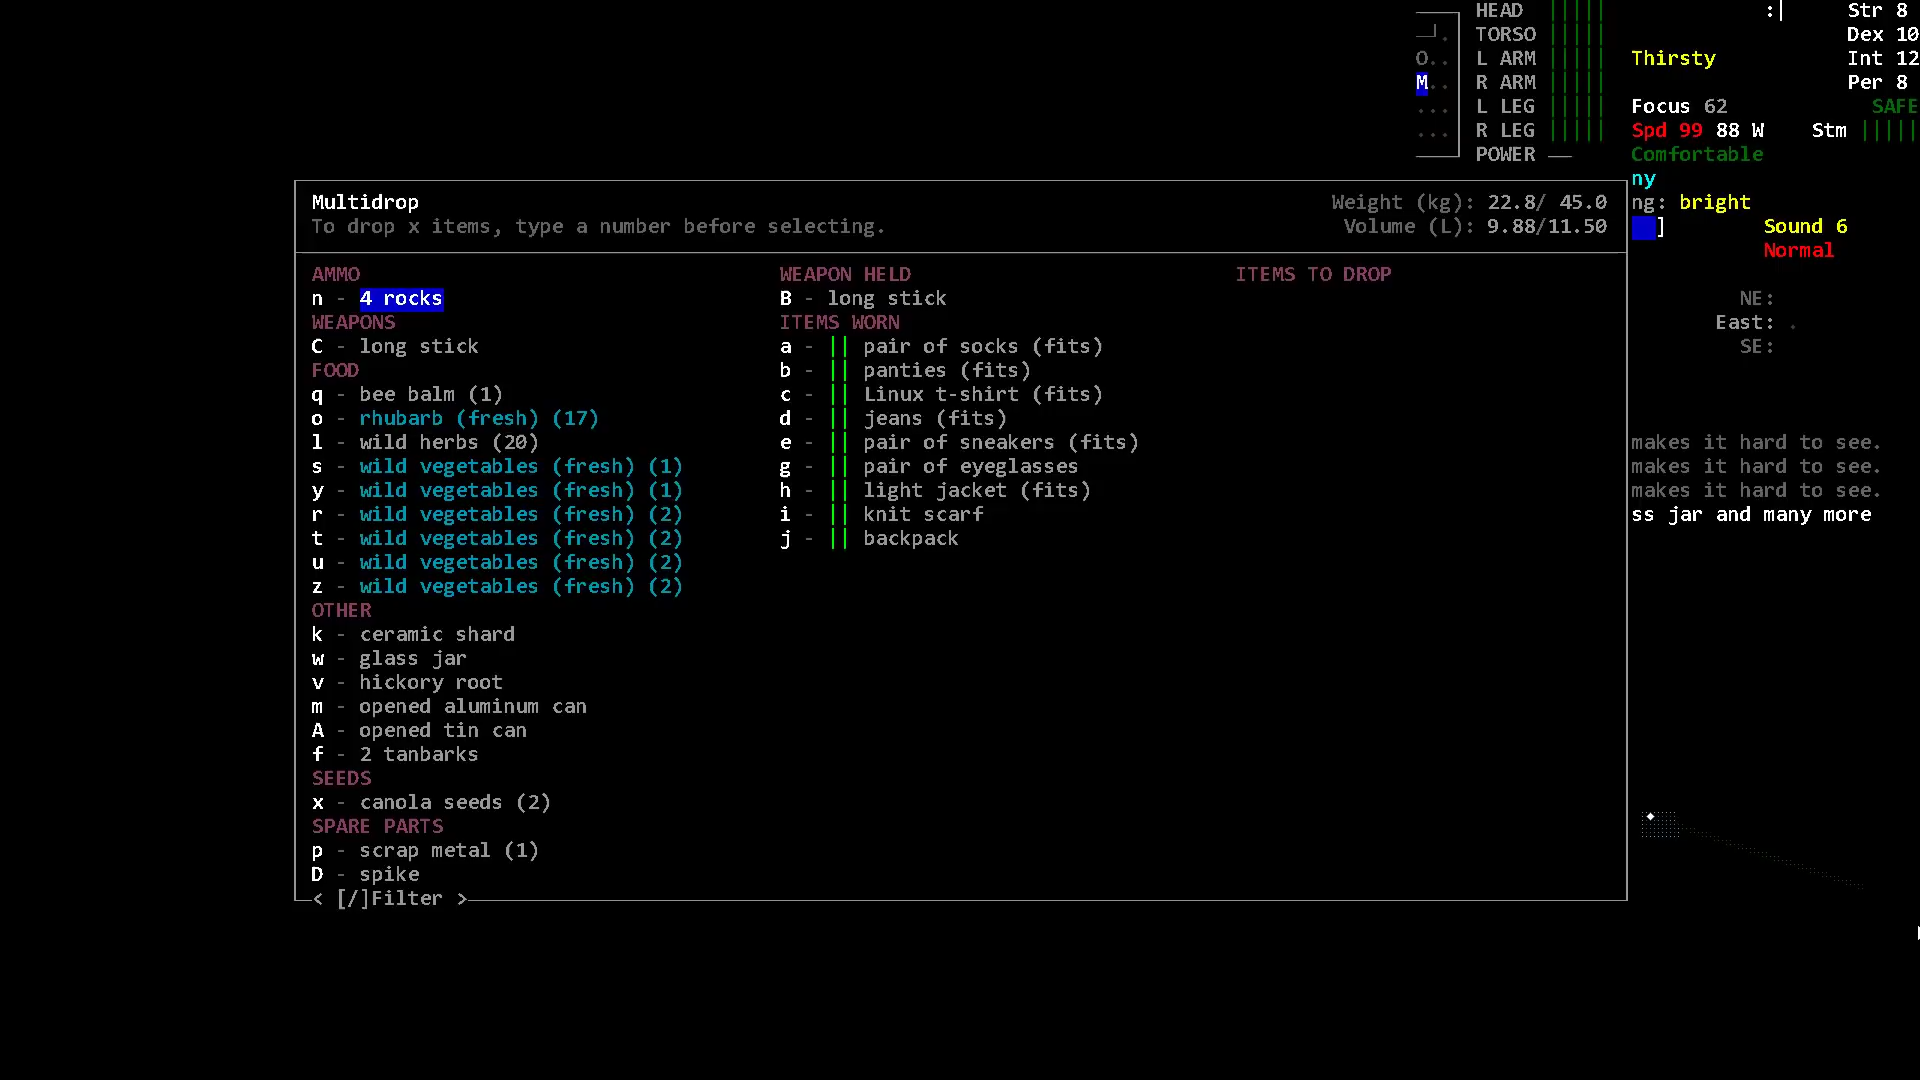 HEAD :| Str 8
TORSO Dex 10
O.. L ARM Thirsty Int 12
M.. R ARM Per 8
... L LEG Focus 62 SAFE
... R LEG Spd 99 88 W Stm |||||
POWER — Comfortable
ny
Multidrop Weight (kg): 22.8/ 45.0 ng: bright
To drop x items, type a number before selecting. Volume (L): 9.88/11.50 ] Sound 6
Normal
AMMO WEAPON HELD ITEMS TO DROP
n - 4 rocks B - long stick NE:
WEAPONS ITEMS WORN East: .
C - long stick a - || pair of socks (fits) SE:
FOOD b - || panties (fits)
q - bee balm (1) c - || Linux t-shirt (fits)
o - rhubarb (fresh) (17) d - || jeans (fits)
l - wild herbs (20) e - || pair of sneakers (fits) makes it hard to see.
s - wild vegetables (fresh) (1) g - || pair of eyeglasses makes it hard to see.
y - wild vegetables (fresh) (1) h - || light jacket (fits) makes it hard to see.
r - wild vegetables (fresh) (2) i - || knit scarf ss jar and many more
t - wild vegetables (fresh) (2) j - || backpack
u - wild vegetables (fresh) (2)
z - wild vegetables (fresh) (2)
OTHER
k - ceramic shard
w - glass jar
v - hickory root
m - opened aluminum can
A - opened tin can
f - 2 tanbarks
SEEDS
x - canola seeds (2)
SPARE PARTS
p - scrap metal (1)
D - spike
< [/]Filter >